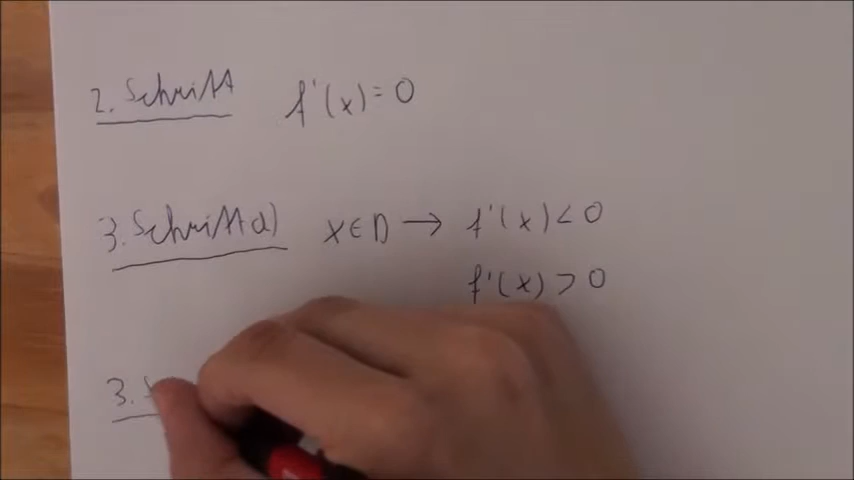 2. Schritt f'(x) = 0
3. Schritt a) x ∈ D → f'(x) < 0
f'(x) > 0
3. S